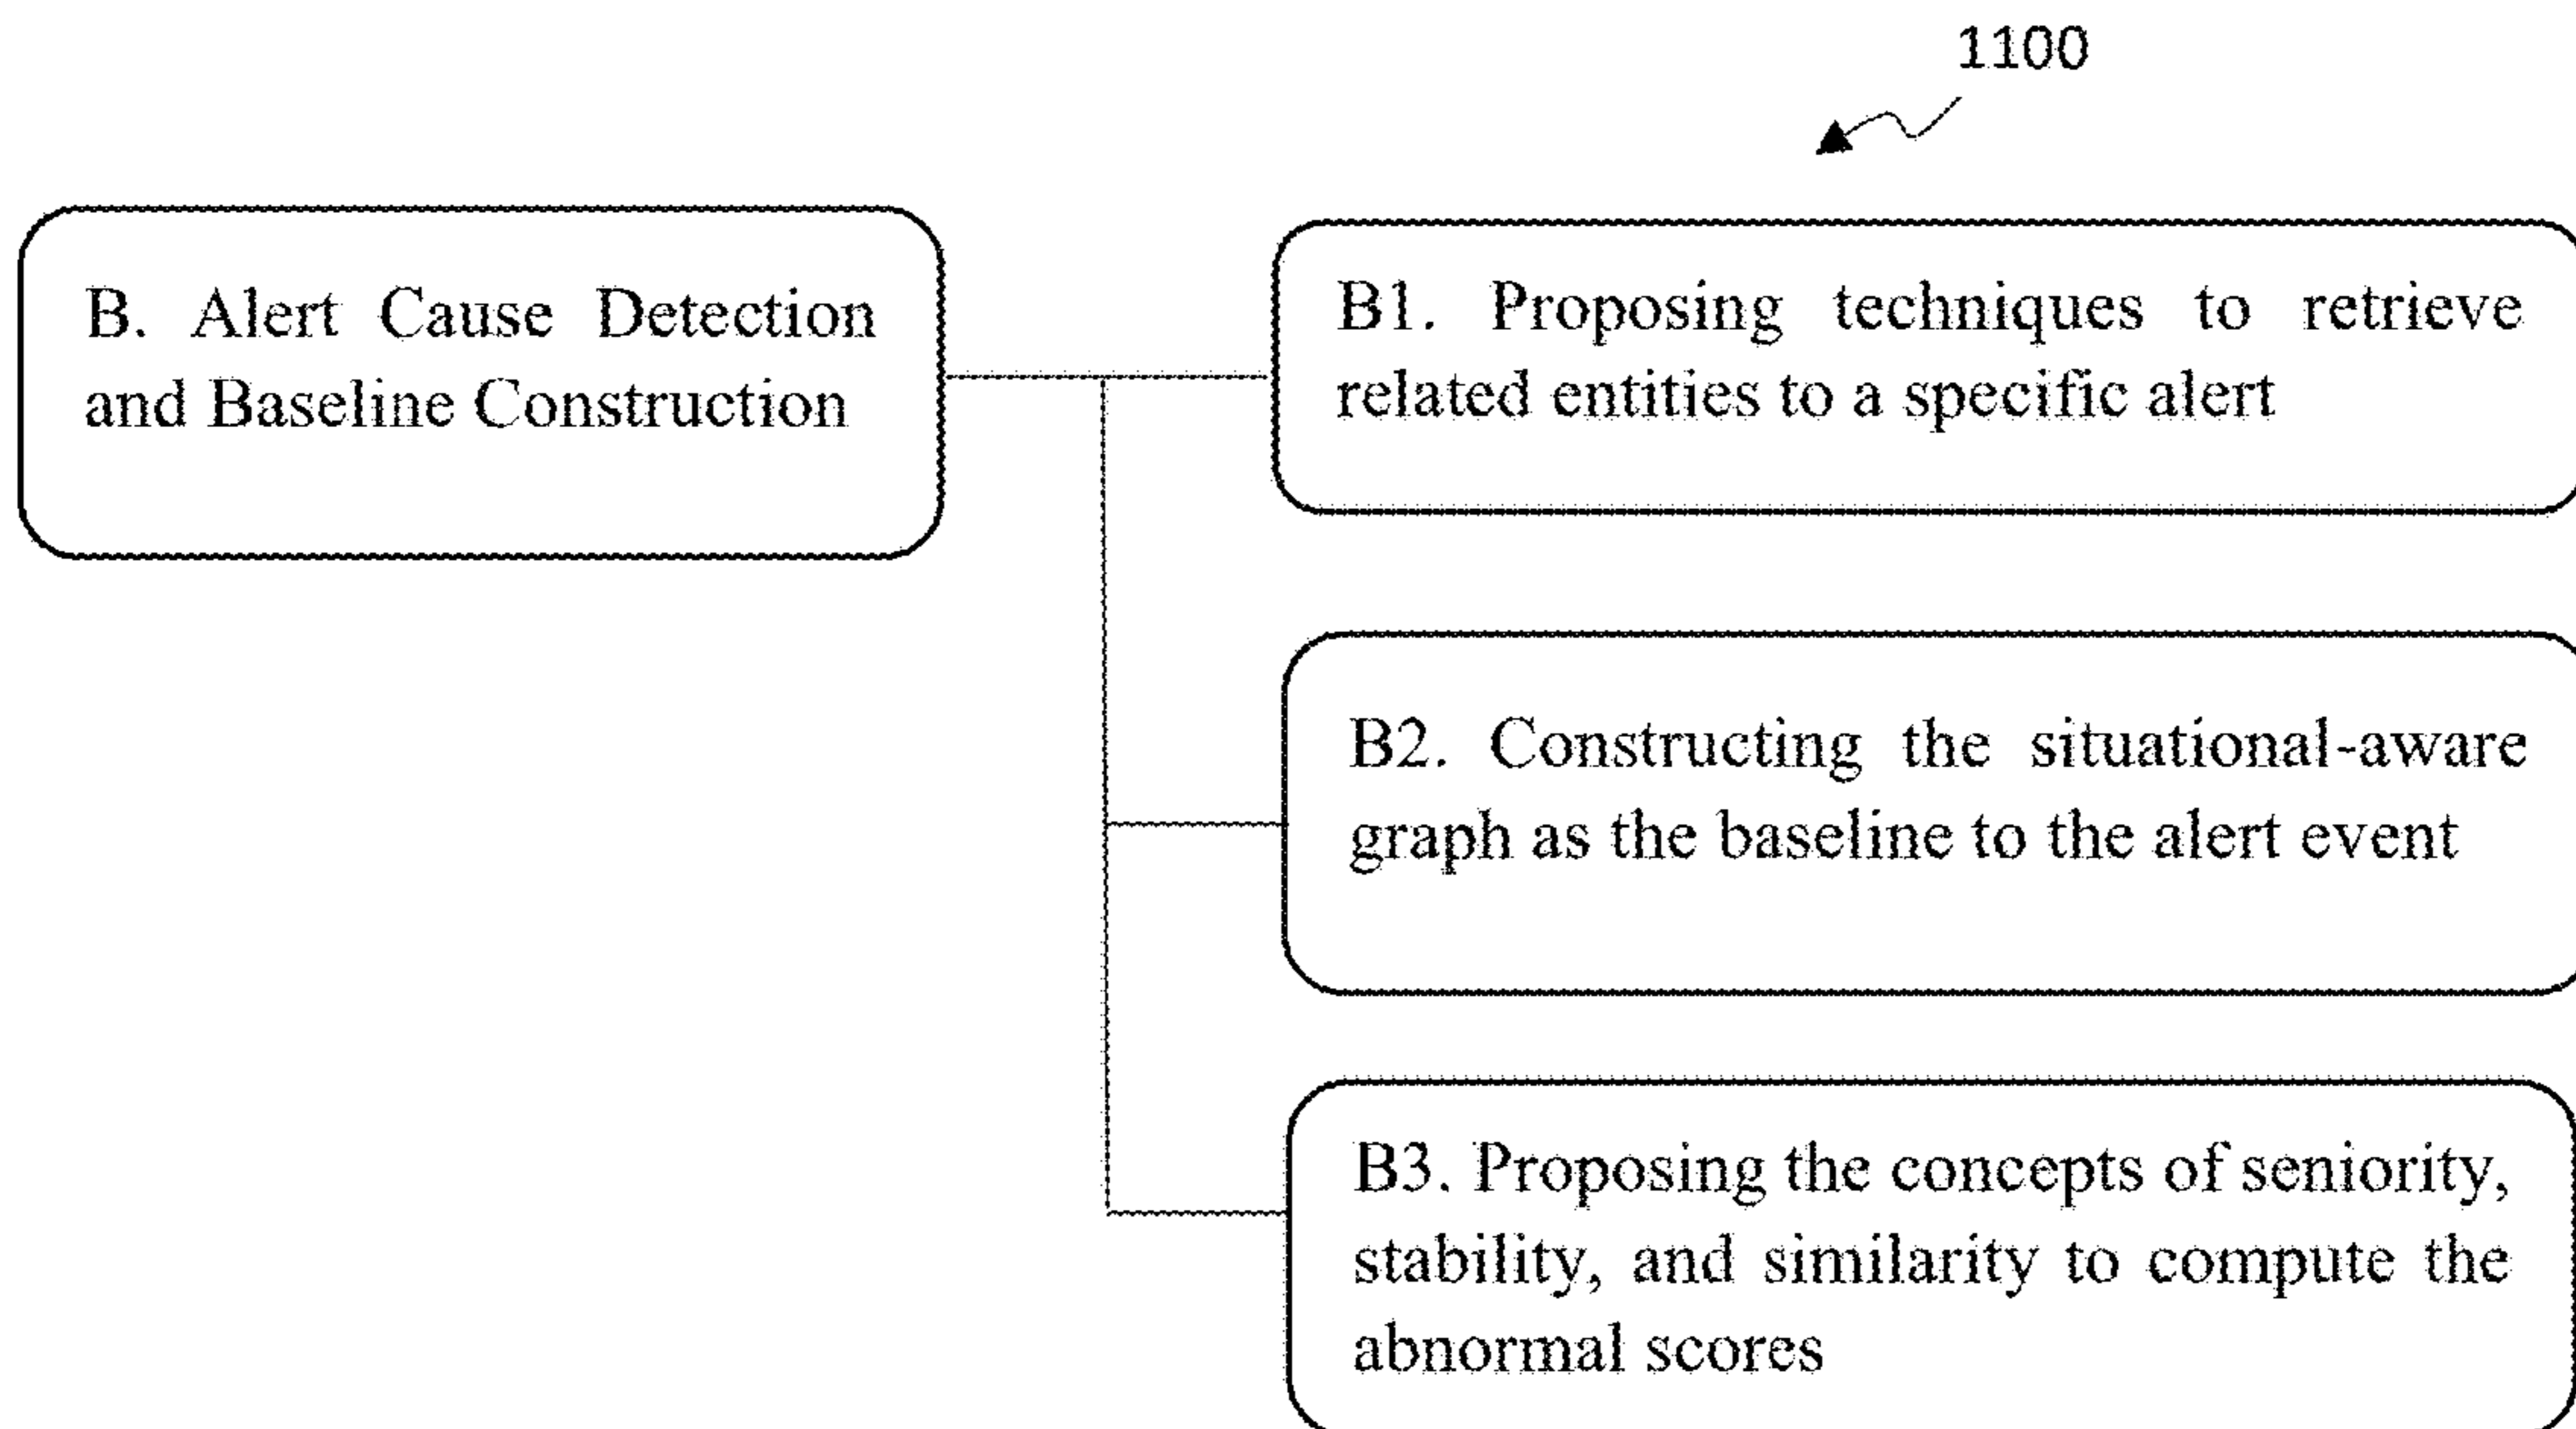 1100
B. Alert Cause Detection
and Baseline Construction
B1. Proposing techniques to retrieve
related entities to a specific alert
B2. Constructing the situational-aware
graph as the baseline to the alert event
B3. Proposing the concepts of seniority,
stability, and similarity to compute the
abnormal scores